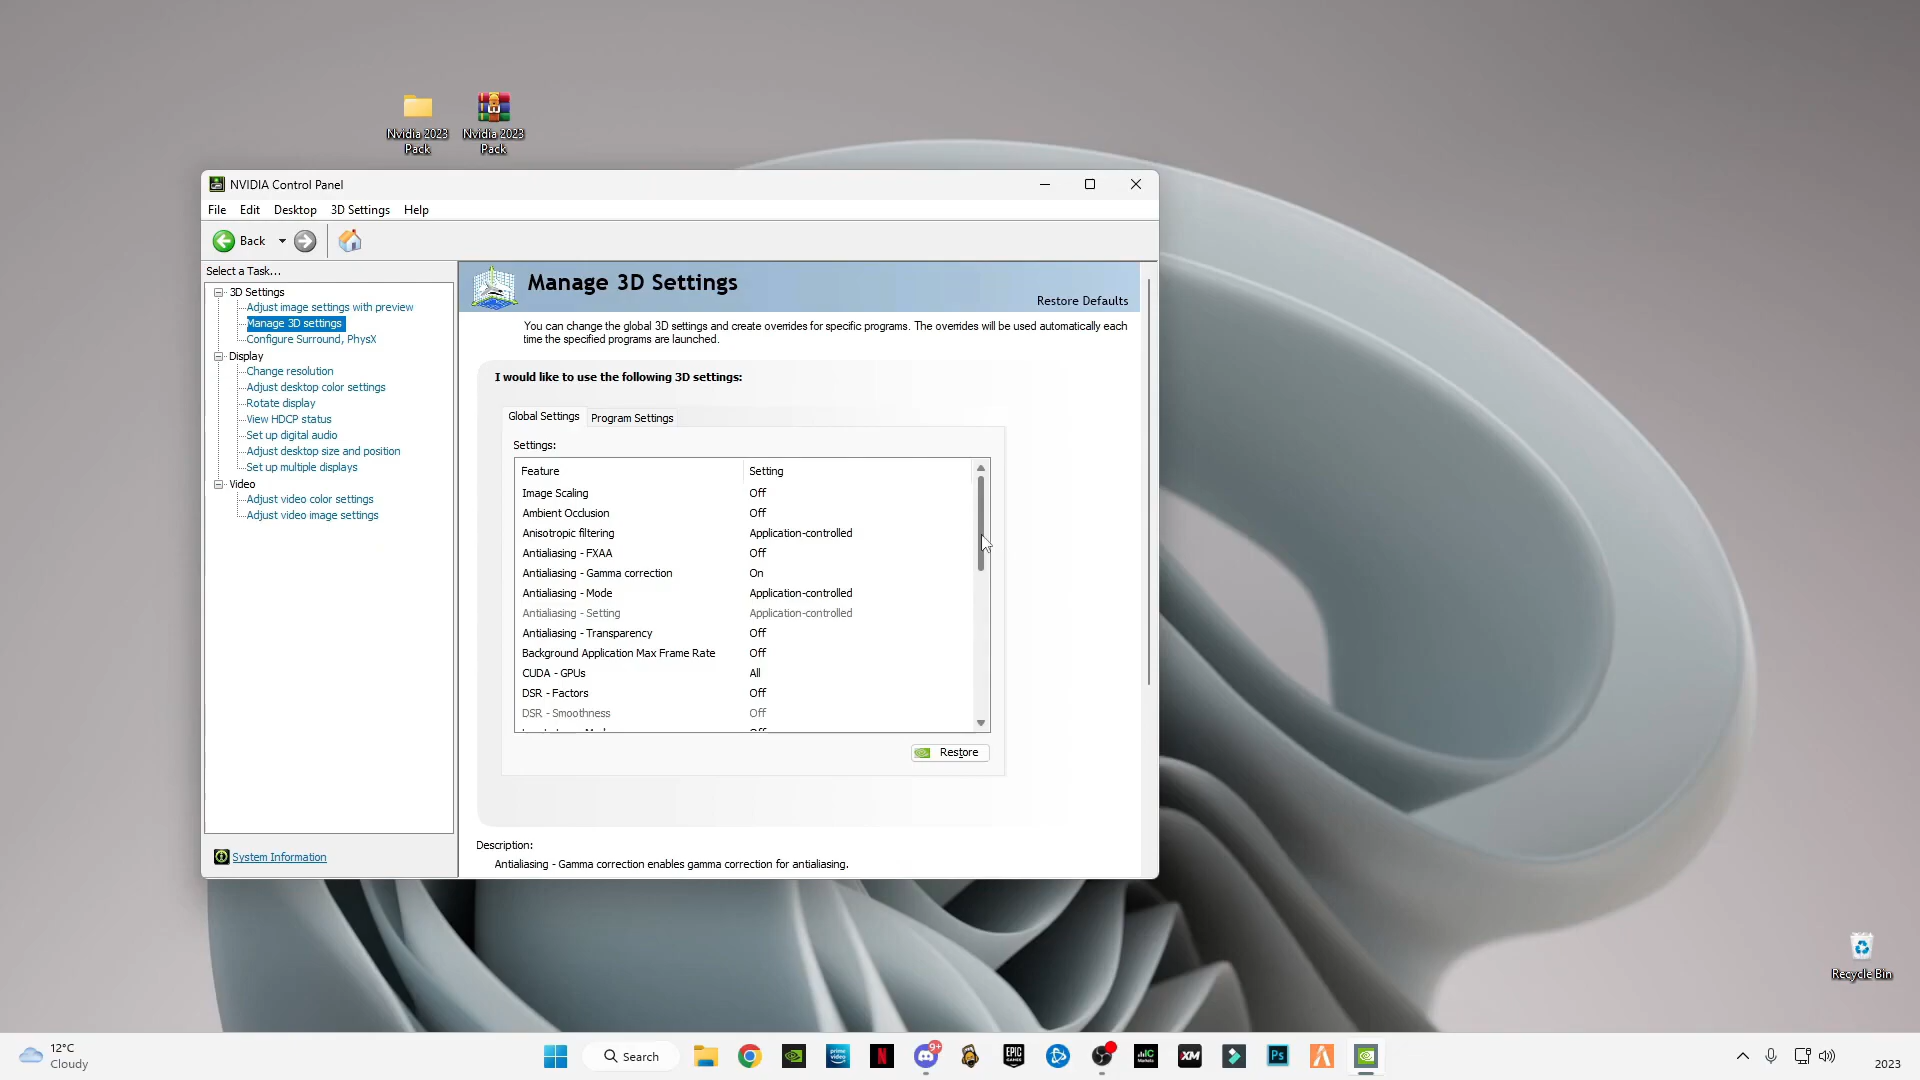 Nvidia 2023
Pack
Nvidia 2023
Pack
NVIDIA Control Panel
File Edit Desktop 3D Settings Help
Back
Select a Task...
3D Settings
Adjust image settings with preview
Manage 3D settings
Configure Surround, PhysX
Display
Change resolution
Adjust desktop color settings
Rotate display
View HDCP status
Set up digital audio
Adjust desktop size and position
Set up multiple displays
Video
Adjust video color settings
Adjust video image settings
System Information
Manage 3D Settings
Restore Defaults
You can change the global 3D settings and create overrides for specific programs. The overrides will be used automatically each
time the specified programs are launched.
I would like to use the following 3D settings:
Global Settings Program Settings
Settings:
Feature Setting
Image Scaling Off
Ambient Occlusion Off
Anisotropic filtering Application-controlled
Antialiasing - FXAA Off
Antialiasing - Gamma correction On
Antialiasing - Mode Application-controlled
Antialiasing - Setting Application-controlled
Antialiasing - Transparency Off
Background Application Max Frame Rate Off
CUDA - GPUs All
DSR - Factors Off
DSR - Smoothness Off
Restore
Description:
Antialiasing - Gamma correction enables gamma correction for antialiasing.
Recycle Bin
12°C
Cloudy
Search
prime video
N
9+
EPIC GAMES
XM
Ps
2023